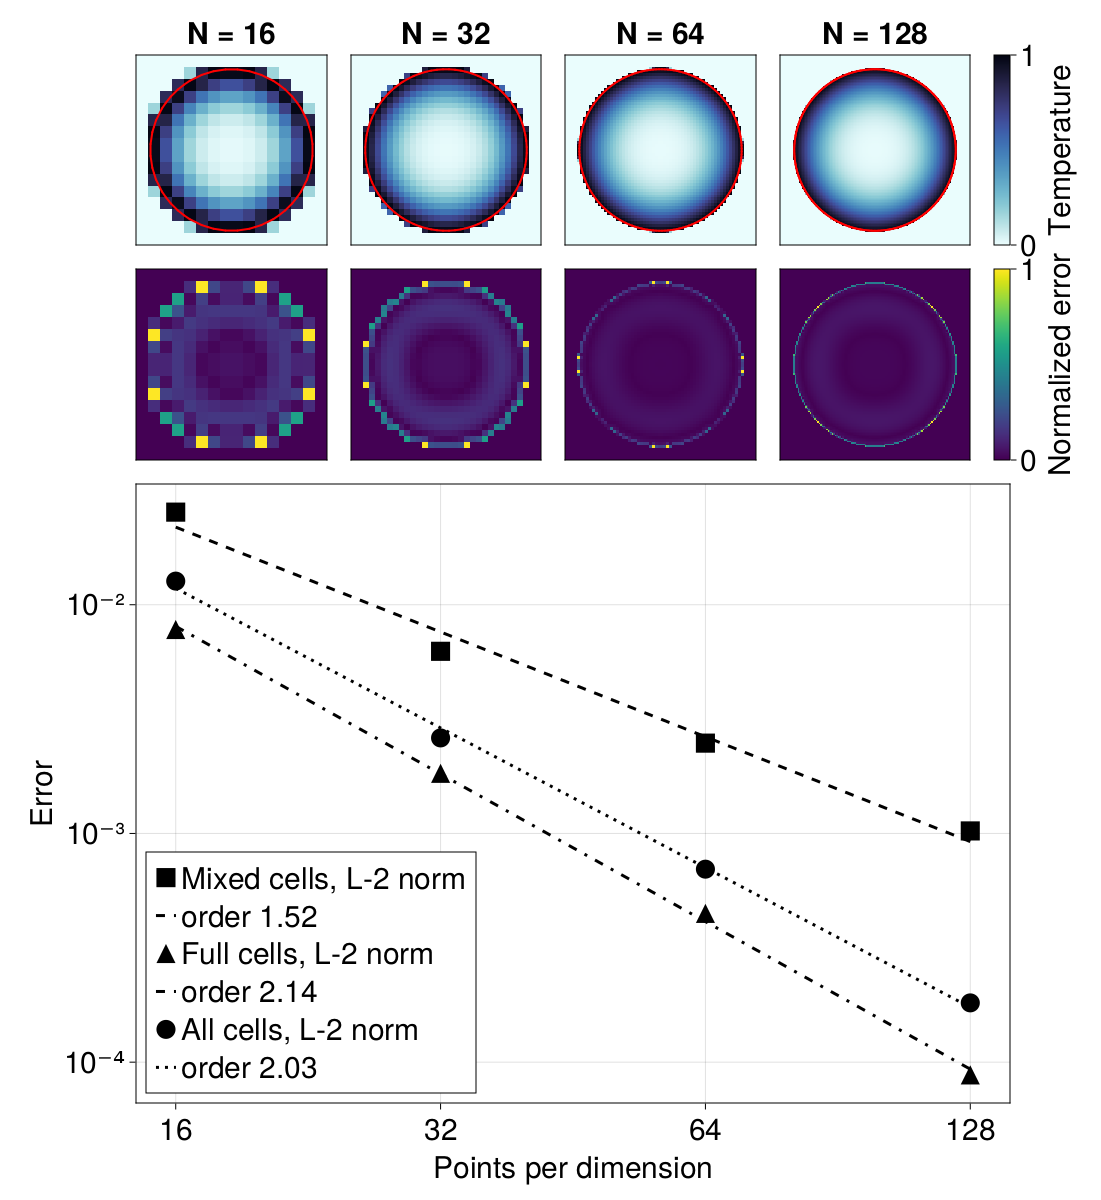 N = 16
N = 32
N = 64
N = 128
1
0
Temperature
1
0
Normalized error
10⁻²
10⁻³
10⁻⁴
Error
Mixed cells, L-2 norm
order 1.52
Full cells, L-2 norm
order 2.14
All cells, L-2 norm
order 2.03
16
32
64
128
Points per dimension